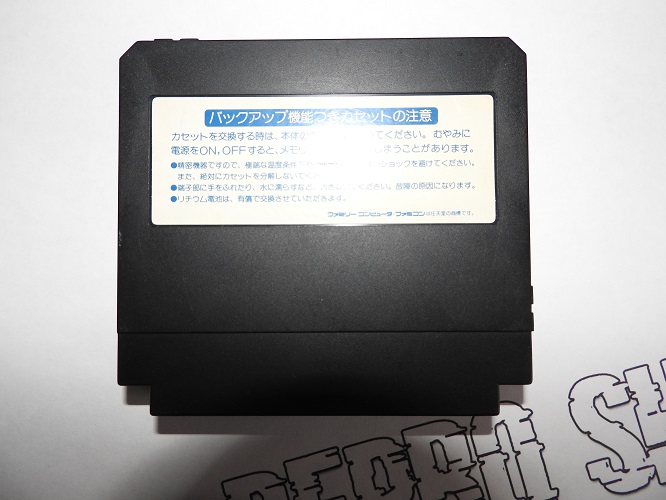 バックアップ機能つきカセットの注意
カセットを交換する時は、本体の てください。むやみに
電源をON, OFFすると、メモ しまうことがあります。
●精密機器ですので、極端な温度条件 ショックを避けてください。
また、絶対にカセットを分解しないで
●端子部に手をふれたり、水に濡らすなど、 ください。故障の原因になります。
●リチウム電池は、有償で交換させていただきます。
ファミリーコンピュータ ファミコンは任天堂の商標です。
PEDRO S